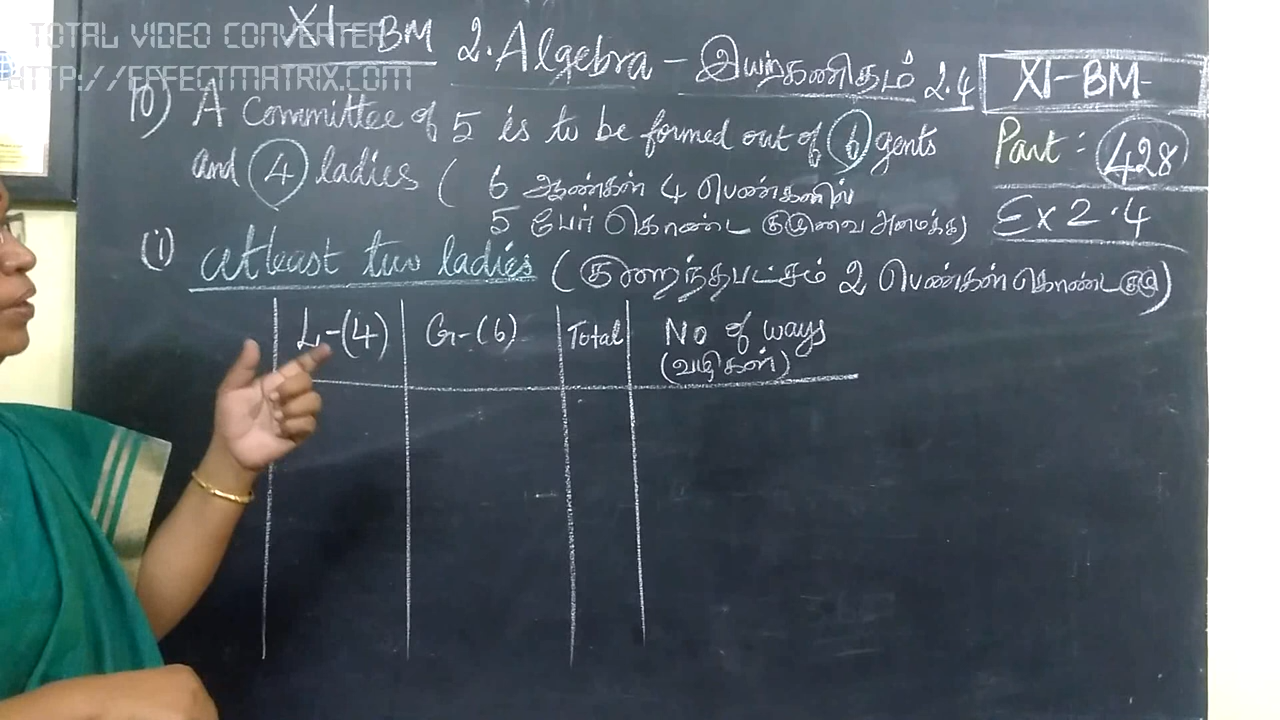 TOTAL VIDEO CONVERTER
HTTP://EFFECTMATRIX.COM
XI-BM 2.Algebra - இயற்கணிதம் 2.4
XI-BM-
10) A Committee of 5 is to be formed out of 6 gents
Part : 428
and 4 ladies ( 6 ஆண்கள் 4 பெண்களில்
5 பேர் கொண்ட குழுவை அமைக்க)
Ex 2.4
(i) atleast two ladies (குறைந்தபட்சம் 2 பெண்கள் கொண்ட குழு)
L-(4) G-(6) Total No of ways
(வழிகள்)